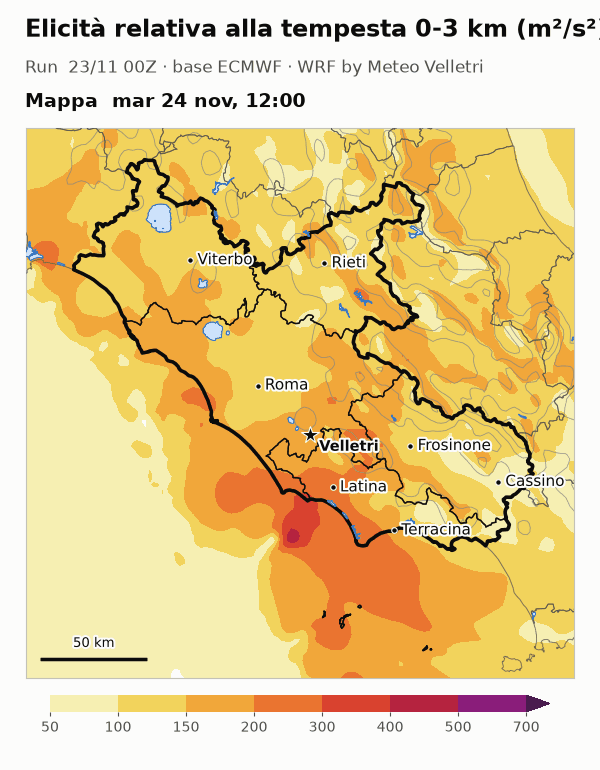 Elicità relativa alla tempesta 0-3 km (m²/s²)
Run 23/11 00Z · base ECMWF · WRF by Meteo Velletri
Mappa mar 24 nov, 12:00
Viterbo
Rieti
Roma
Velletri
Frosinone
Latina
Cassino
Terracina
50 km
50 100 150 200 300 400 500 700